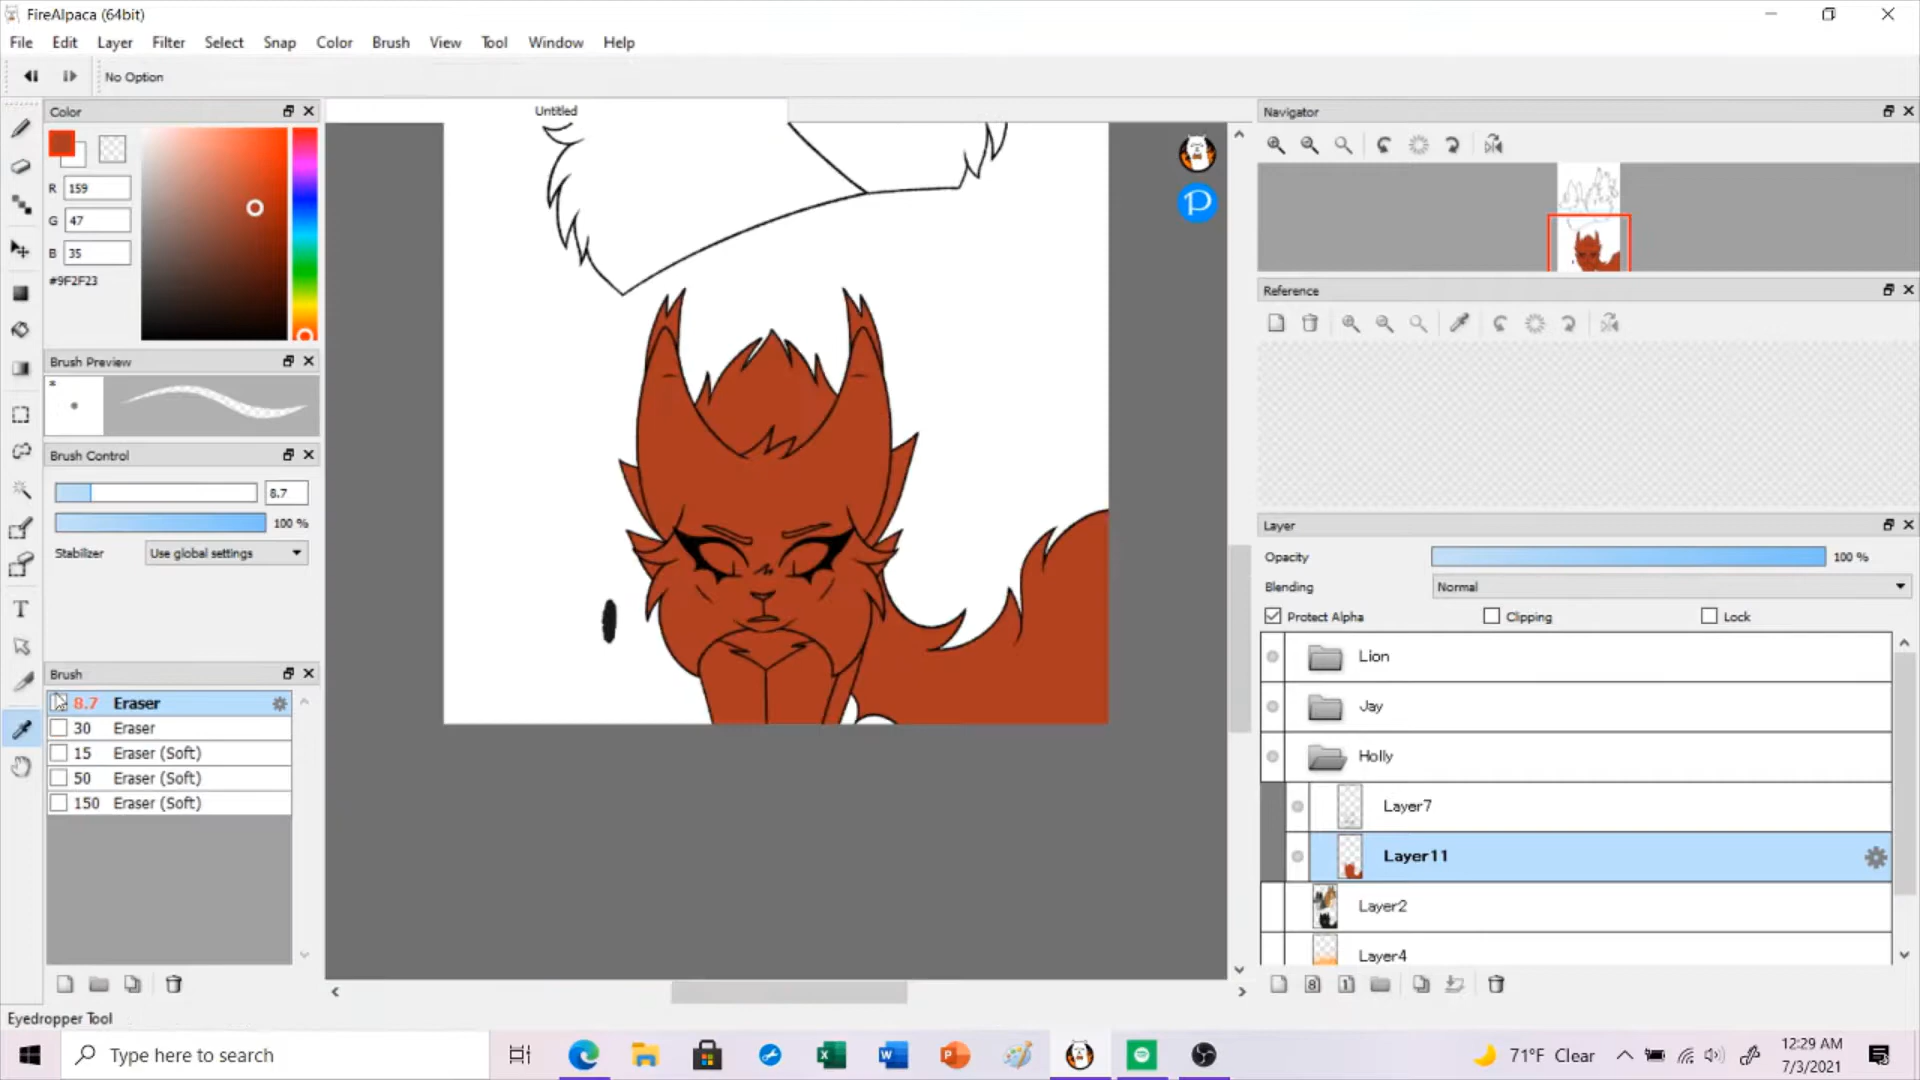 FireAlpaca (64bit)
File Edit Layer Filter Select Snap Color Brush View Tool Window Help
No Option
Color
R 159
G 47
B 35
#9F2F23
Brush Preview
Brush Control
8.7
100 %
Stabilizer Use global settings
Brush
8.7 Eraser
30 Eraser
15 Eraser (Soft)
50 Eraser (Soft)
150 Eraser (Soft)
Eyedropper Tool
Untitled
P
Navigator
Reference
Layer
Opacity 100 %
Blending Normal
Protect Alpha Clipping Lock
Lion
Jay
Holly
Layer7
Layer11
Layer2
Layer4
8 1
T
Type here to search
71°F Clear
12:29 AM
7/3/2021